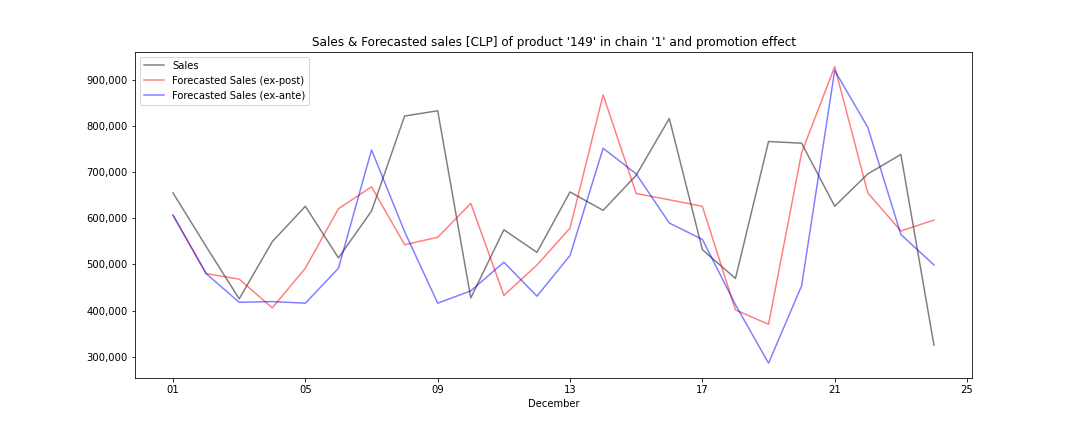 Sales & Forecasted sales [CLP] of product '149' in chain '1' and promotion effect
Sales
Forecasted Sales (ex-post)
Forecasted Sales (ex-ante)
900,000
800,000
700,000
600,000
500,000
400,000
300,000
01 05 09 13 17 21 25
December